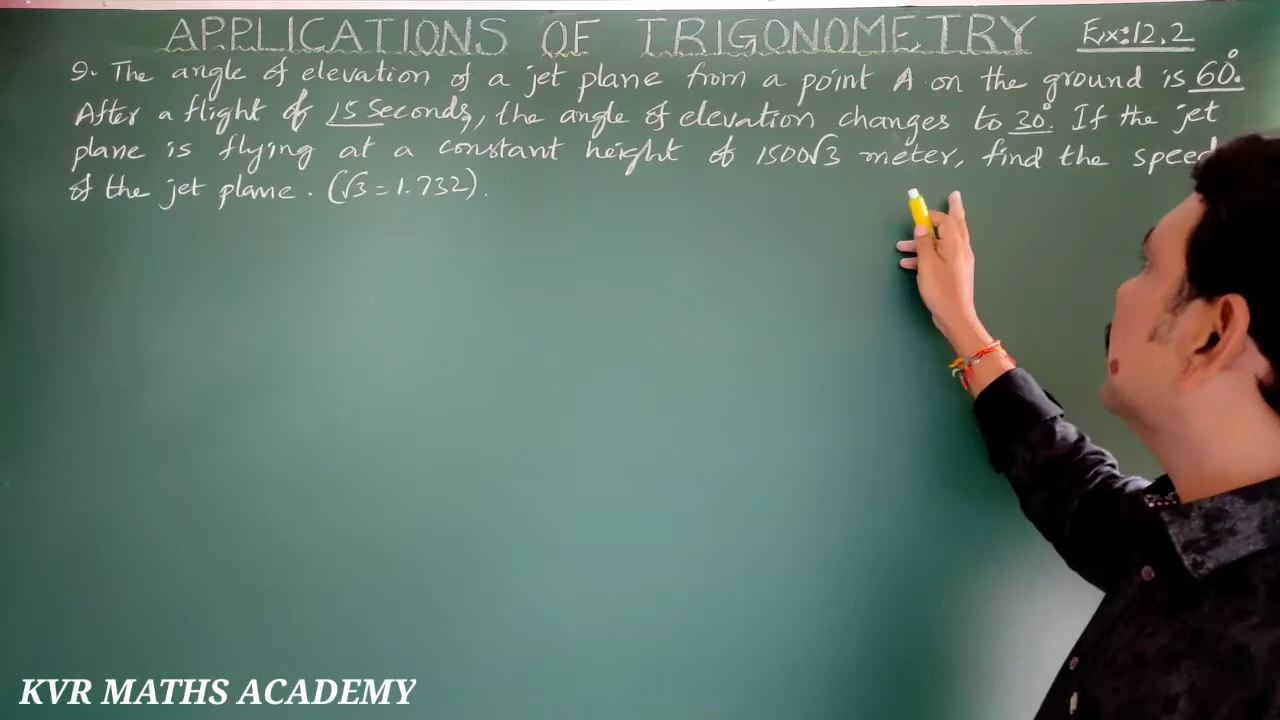 APPLICATIONS OF TRIGONOMETRY Ex:12.2
9. The angle of elevation of a jet plane from a point A on the ground is 60°.
After a flight of 15 Seconds, the angle of elevation changes to 30°. If the jet
plane is flying at a constant height of 1500√3 meter, find the speed
of the jet plane. (√3 = 1.732).
KVR MATHS ACADEMY